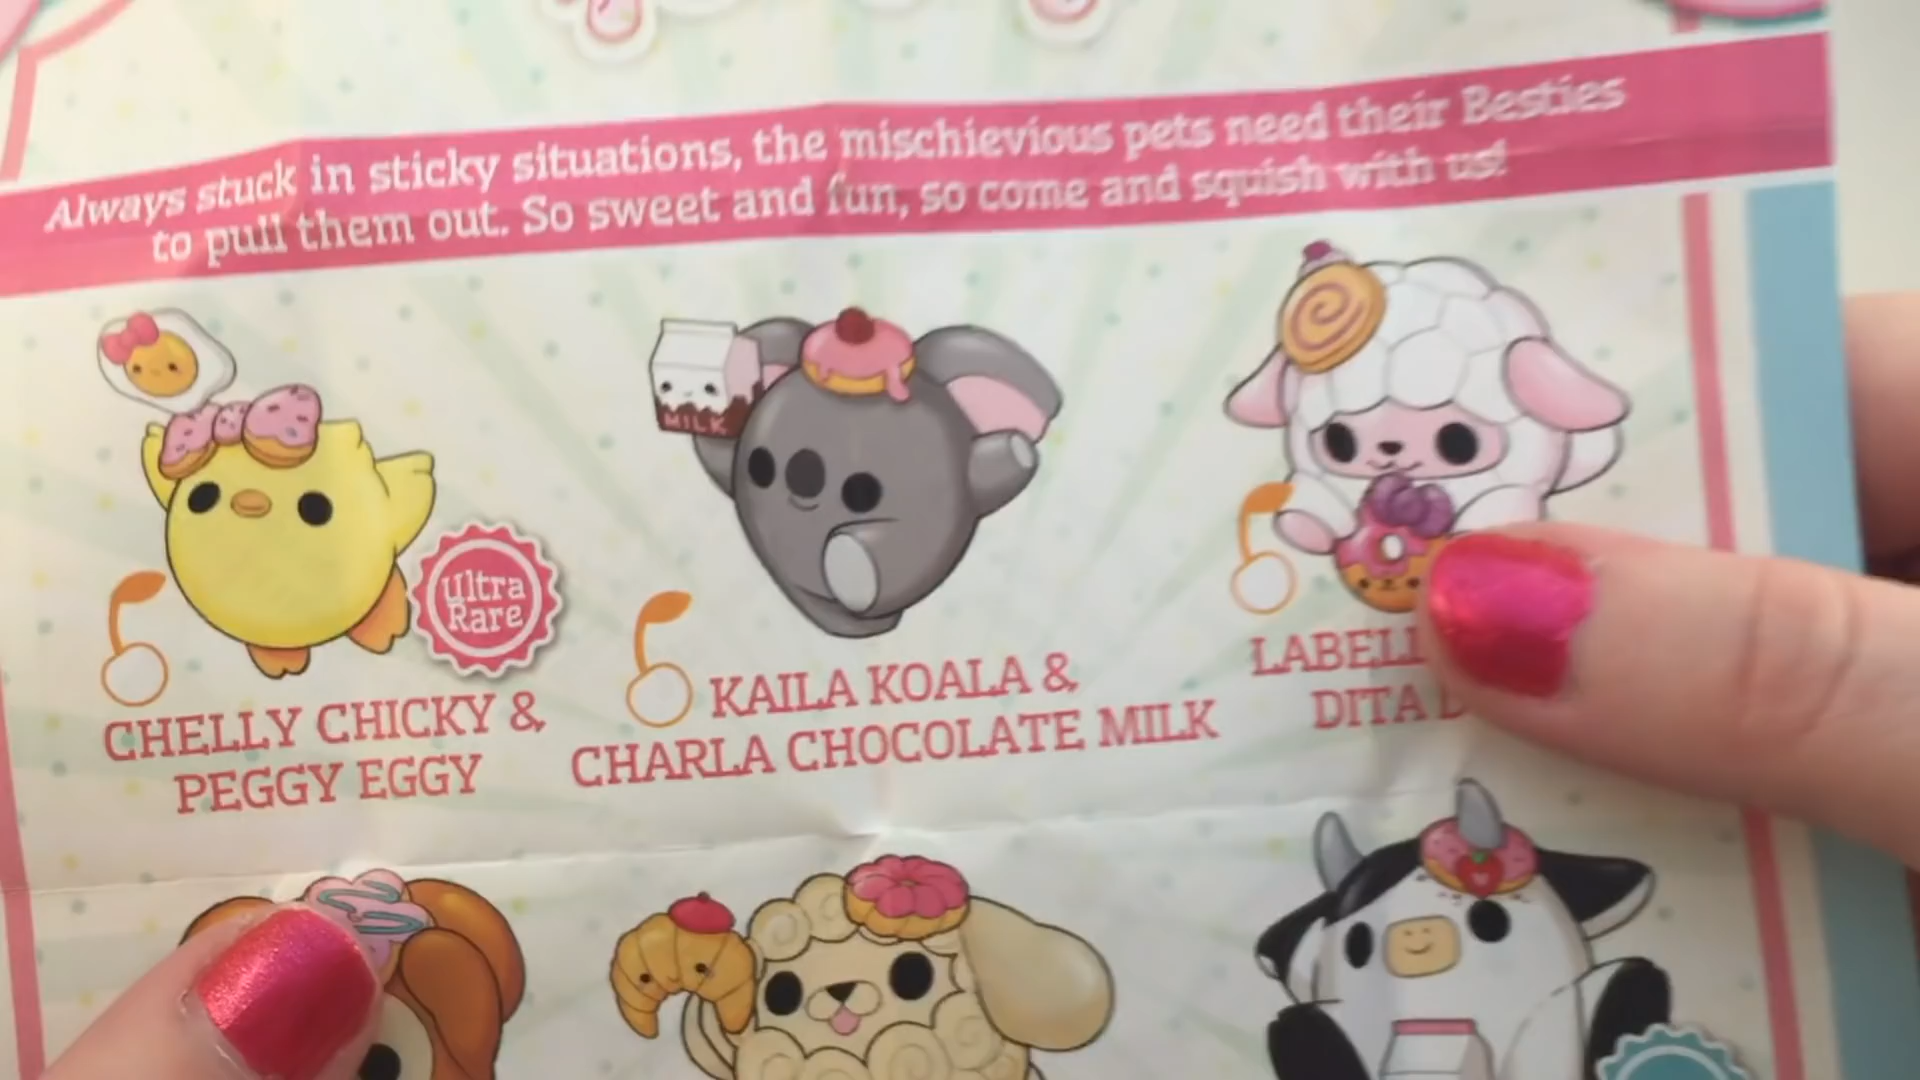 Always stuck in sticky situations, the mischievious pets need their Besties
to pull them out. So sweet and fun, so come and squish with us!
MILK
Ultra
Rare
CHELLY CHICKY &
PEGGY EGGY
KAILA KOALA &
CHARLA CHOCOLATE MILK
DITA